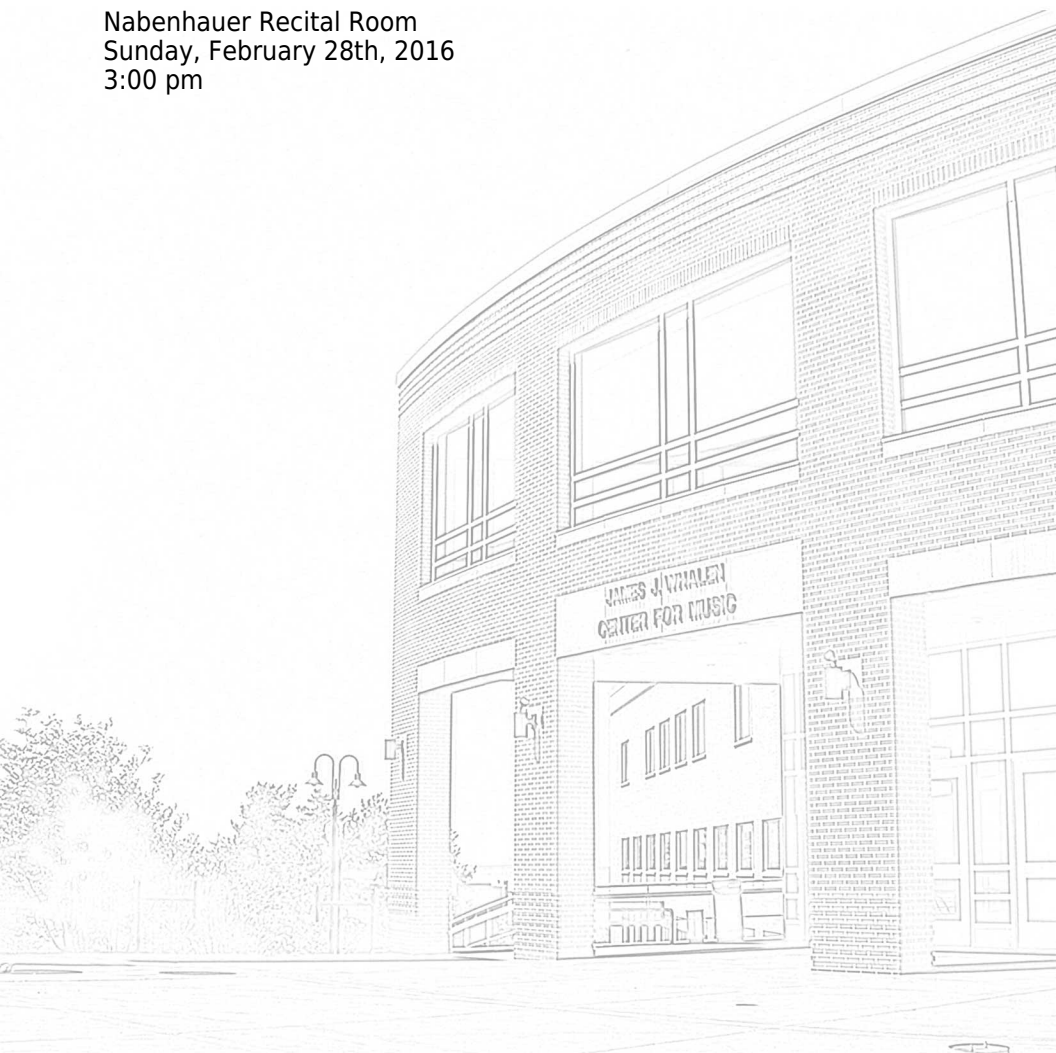 Nabenhauer Recital Room
Sunday, February 28th, 2016
3:00 pm
JAMES J. WHALEN
CENTER FOR MUSIC